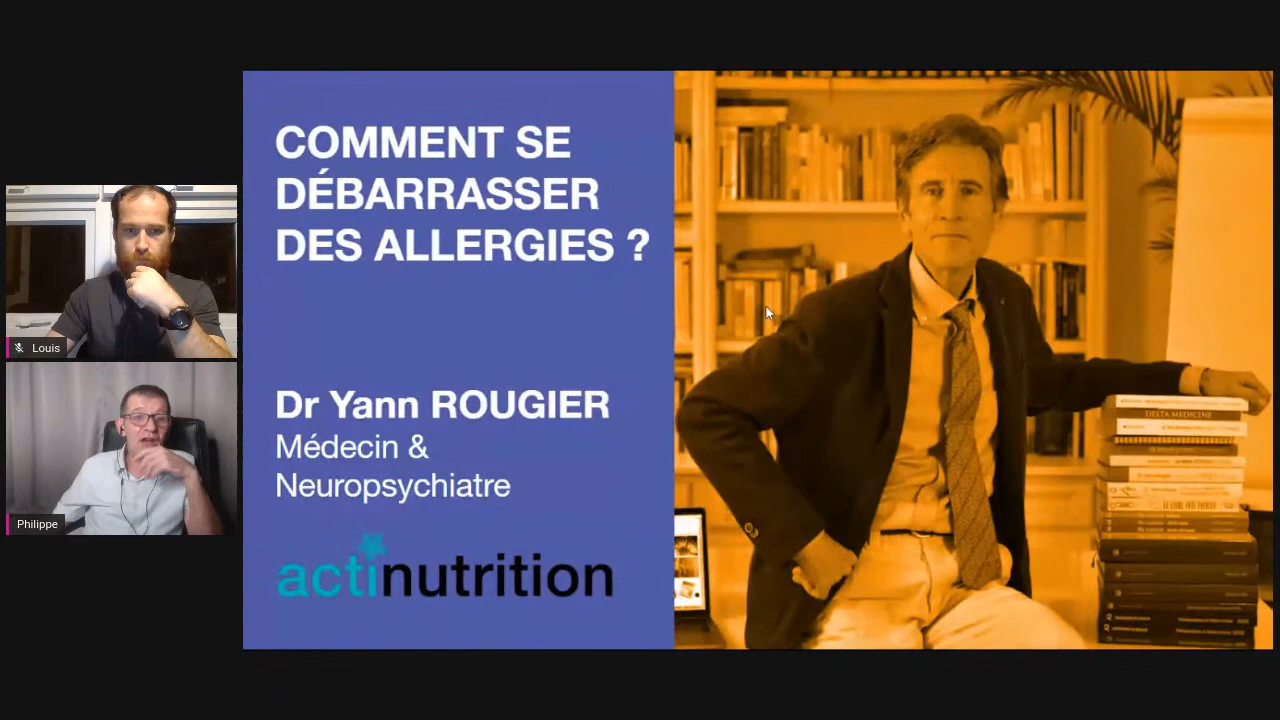 COMMENT SE
DÉBARRASSER
DES ALLERGIES ?
Dr Yann ROUGIER
Médecin &
Neuropsychiatre
actinutrition
Louis
Philippe
DELTA MEDICINE